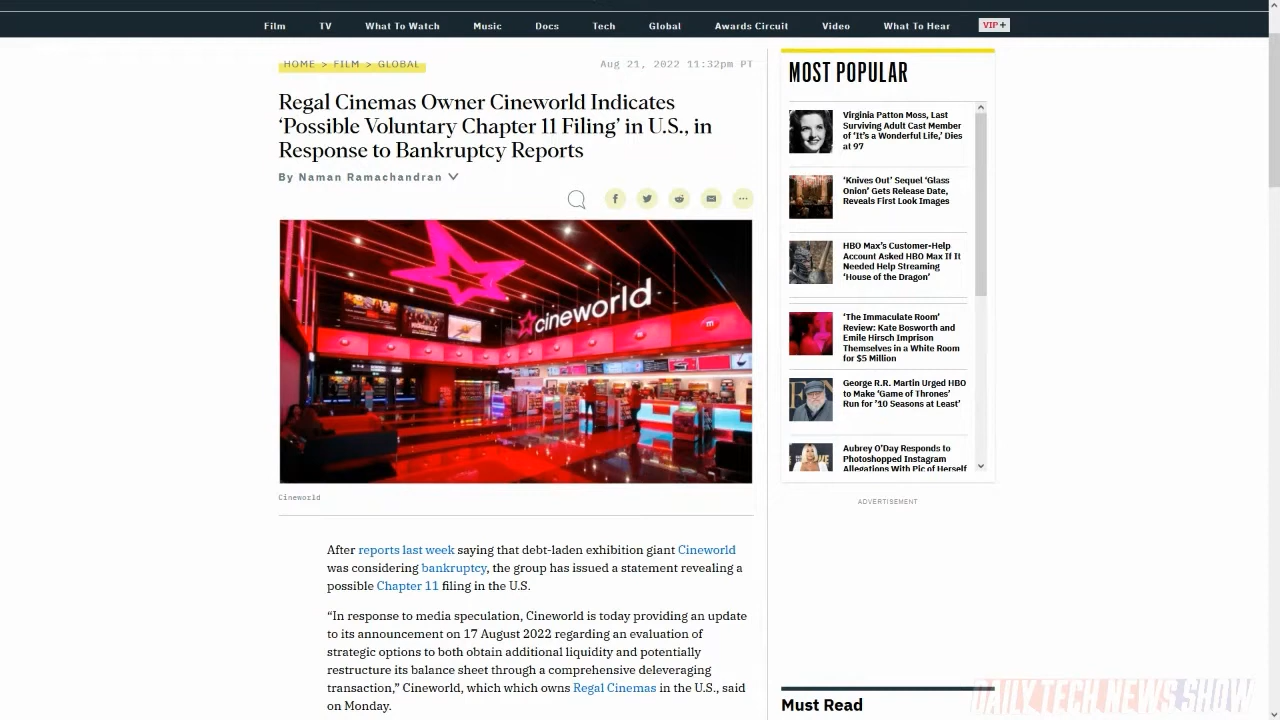 Film TV What To Watch Music Docs Tech Global Awards Circuit Video What To Hear VIP+
HOME > FILM > GLOBAL
Aug 21, 2022 11:32pm PT
Regal Cinemas Owner Cineworld Indicates
‘Possible Voluntary Chapter 11 Filing’ in U.S., in
Response to Bankruptcy Reports
By Naman Ramachandran
cineworld
Cineworld
After reports last week saying that debt-laden exhibition giant Cineworld
was considering bankruptcy, the group has issued a statement revealing a
possible Chapter 11 filing in the U.S.
“In response to media speculation, Cineworld is today providing an update
to its announcement on 17 August 2022 regarding an evaluation of
strategic options to both obtain additional liquidity and potentially
restructure its balance sheet through a comprehensive deleveraging
transaction,” Cineworld, which which owns Regal Cinemas in the U.S., said
on Monday.
MOST POPULAR
Virginia Patton Moss, Last
Surviving Adult Cast Member
of ‘It’s a Wonderful Life,’ Dies
at 97
‘Knives Out’ Sequel ‘Glass
Onion’ Gets Release Date,
Reveals First Look Images
HBO Max’s Customer-Help
Account Asked HBO Max If It
Needed Help Streaming
‘House of the Dragon’
‘The Immaculate Room’
Review: Kate Bosworth and
Emile Hirsch Imprison
Themselves in a White Room
for $5 Million
George R.R. Martin Urged HBO
to Make ‘Game of Thrones’
Run for ’10 Seasons at Least’
Aubrey O’Day Responds to
Photoshopped Instagram
Allegations With Pic of Herself
ADVERTISEMENT
Must Read
DAILY TECH NEWS SHOW